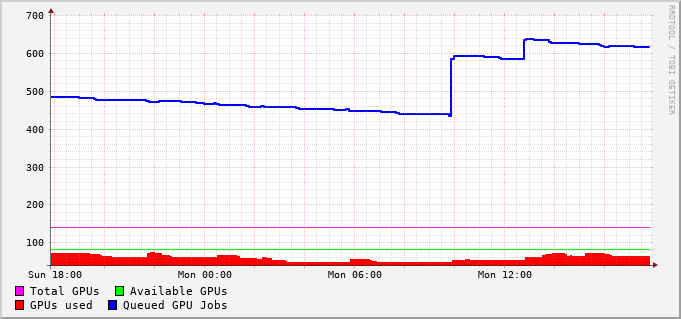 700
600
500
400
300
200
100
Sun 18:00 Mon 00:00 Mon 06:00 Mon 12:00
Total GPUs Available GPUs
GPUs used Queued GPU Jobs
RRDTOOL / TOBI OETIKER